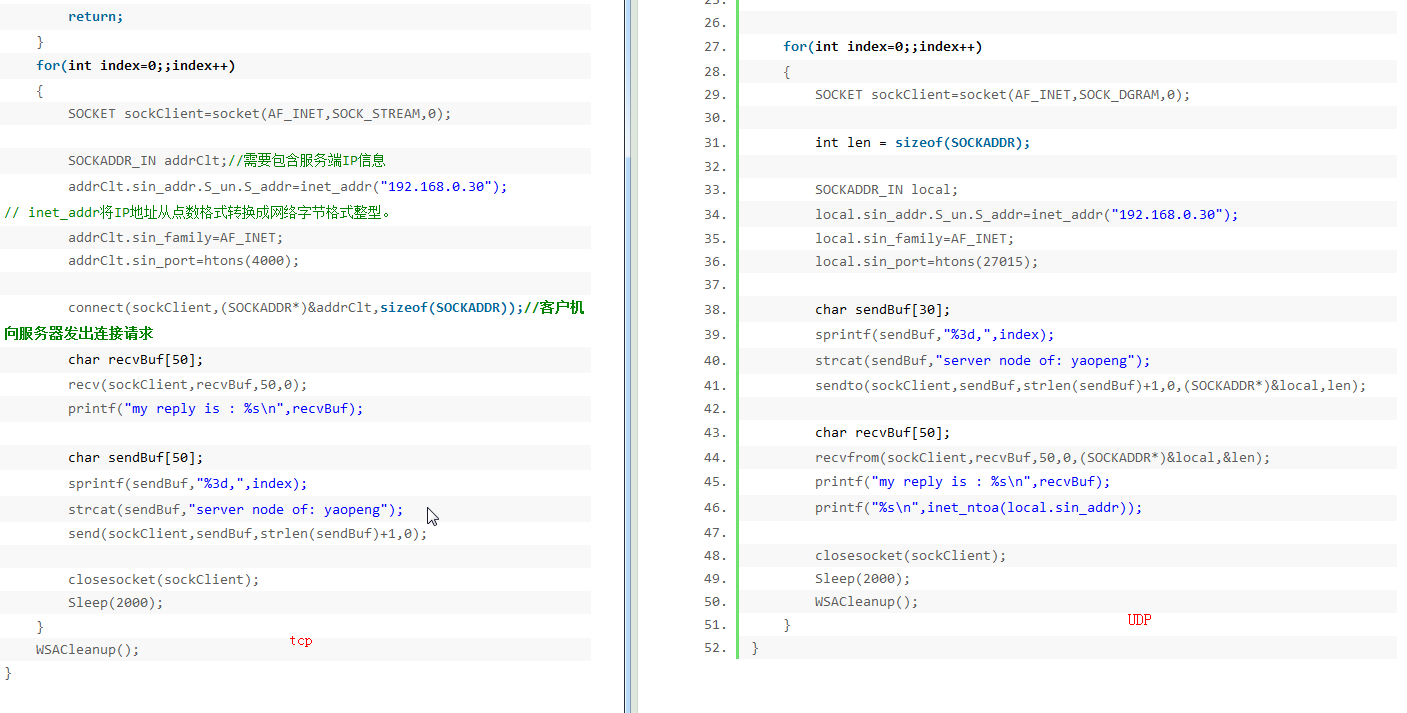 return;
}
for(int index=0;;index++)
{
SOCKET sockClient=socket(AF_INET,SOCK_STREAM,0);
SOCKADDR_IN addrClt;//需要包含服务端IP信息
addrClt.sin_addr.S_un.S_addr=inet_addr("192.168.0.30");
// inet_addr将IP地址从点数格式转换成网络字节格式整型。
addrClt.sin_family=AF_INET;
addrClt.sin_port=htons(4000);
connect(sockClient,(SOCKADDR*)&addrClt,sizeof(SOCKADDR));//客户机
向服务器发出连接请求
char recvBuf[50];
recv(sockClient,recvBuf,50,0);
printf("my reply is : %s\n",recvBuf);
char sendBuf[50];
sprintf(sendBuf,"%3d,",index);
strcat(sendBuf,"server node of: yaopeng");
send(sockClient,sendBuf,strlen(sendBuf)+1,0);
closesocket(sockClient);
Sleep(2000);
}
tcp
WSACleanup();
}
26.
27. for(int index=0;;index++)
28. {
29. SOCKET sockClient=socket(AF_INET,SOCK_DGRAM,0);
30.
31. int len = sizeof(SOCKADDR);
32.
33. SOCKADDR_IN local;
34. local.sin_addr.S_un.S_addr=inet_addr("192.168.0.30");
35. local.sin_family=AF_INET;
36. local.sin_port=htons(27015);
37.
38. char sendBuf[30];
39. sprintf(sendBuf,"%3d,",index);
40. strcat(sendBuf,"server node of: yaopeng");
41. sendto(sockClient,sendBuf,strlen(sendBuf)+1,0,(SOCKADDR*)&local,len);
42.
43. char recvBuf[50];
44. recvfrom(sockClient,recvBuf,50,0,(SOCKADDR*)&local,&len);
45. printf("my reply is : %s\n",recvBuf);
46. printf("%s\n",inet_ntoa(local.sin_addr));
47.
48. closesocket(sockClient);
49. Sleep(2000);
50. WSACleanup();
UDP
51. }
52. }